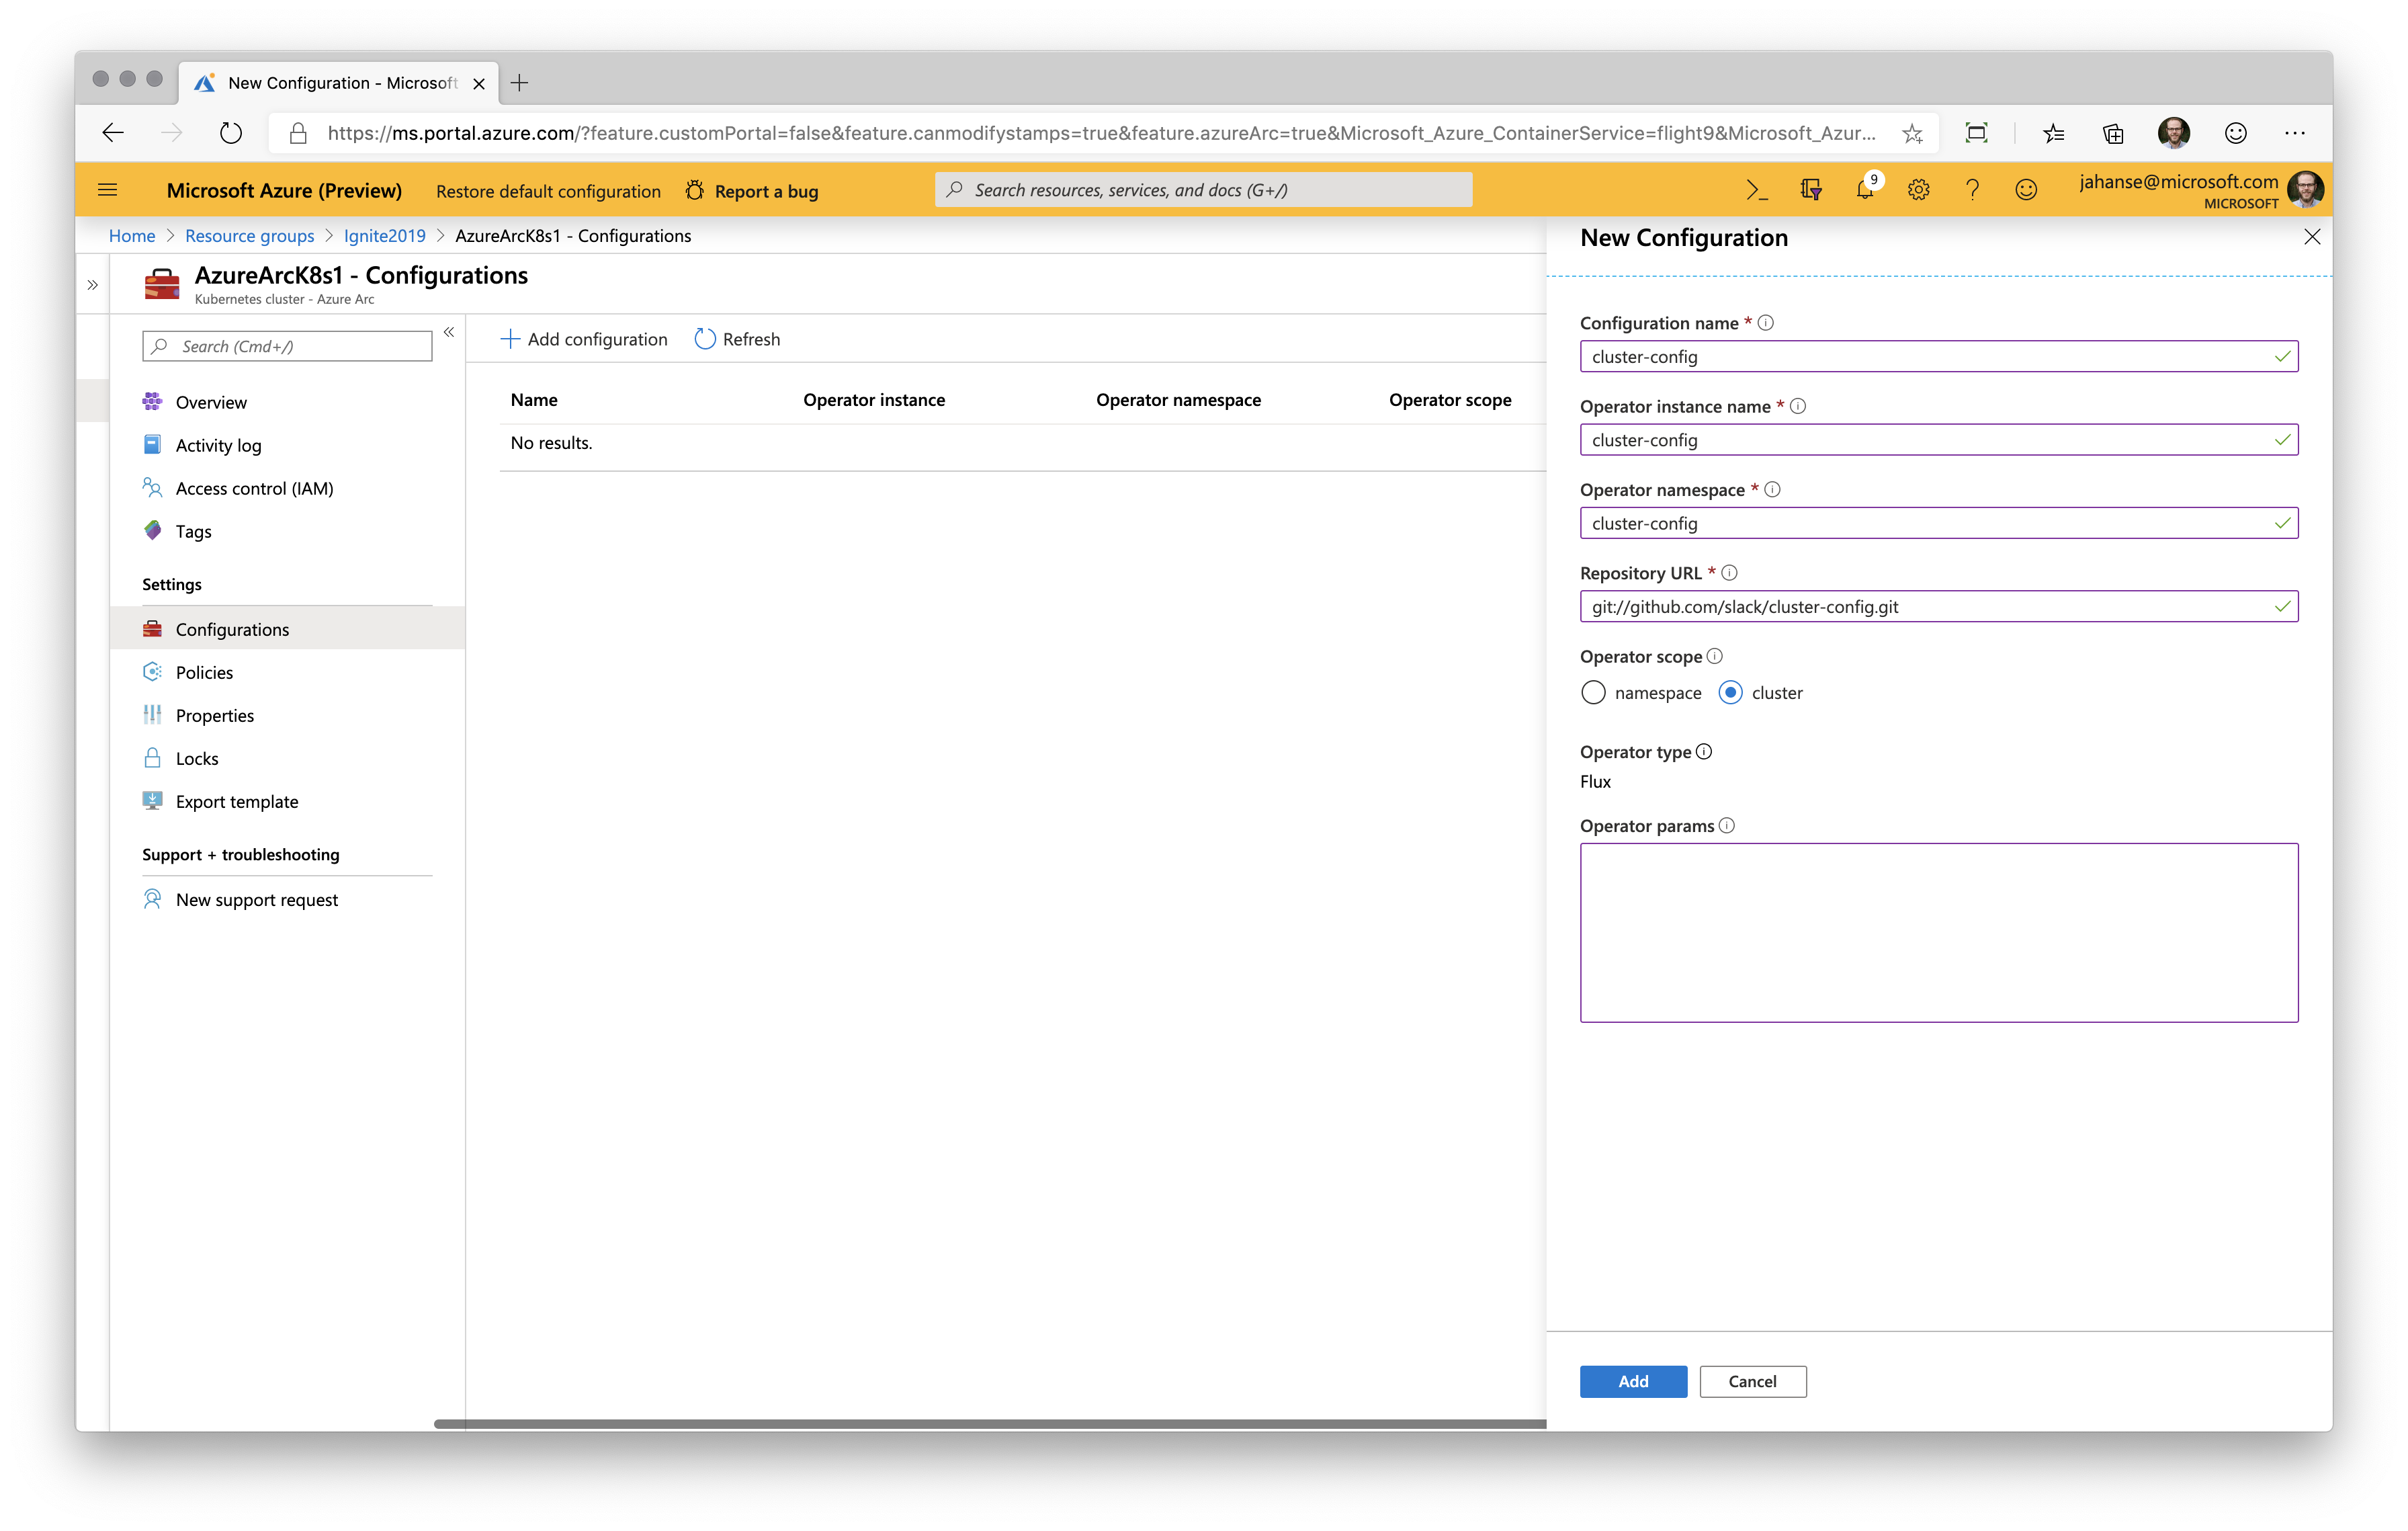 New Configuration - Microsoft
https://ms.portal.azure.com/?feature.customPortal=false&feature.canmodifystamps=true&feature.azureArc=true&Microsoft_Azure_ContainerService=flight9&Microsoft_Azur...
Microsoft Azure (Preview) Restore default configuration Report a bug Search resources, services, and docs (G+/) 9 jahanse@microsoft.com
MICROSOFT
Home > Resource groups > Ignite2019 > AzureArcK8s1 - Configurations
AzureArcK8s1 - Configurations
Kubernetes cluster - Azure Arc
Search (Cmd+/)
Overview
Activity log
Access control (IAM)
Tags
Settings
Configurations
Policies
Properties
Locks
Export template
Support + troubleshooting
New support request
Add configuration Refresh
Name Operator instance Operator namespace Operator scope
No results.
New Configuration
Configuration name *
cluster-config
Operator instance name *
cluster-config
Operator namespace *
cluster-config
Repository URL *
git://github.com/slack/cluster-config.git
Operator scope
namespace cluster
Operator type
Flux
Operator params
Add Cancel